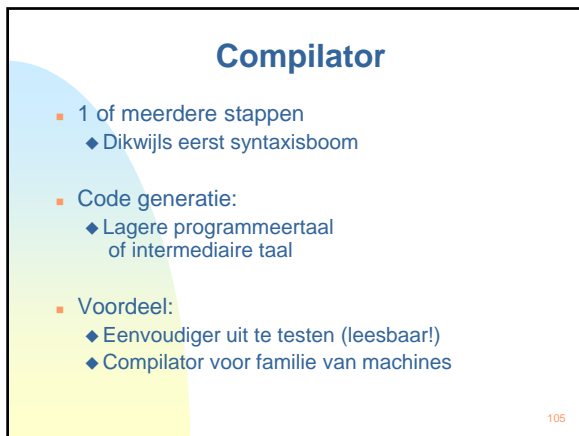 Compilator
1 of meerdere stappen
Dikwijls eerst syntaxisboom
Code generatie:
Lagere programmeertaal
of intermediaire taal
Voordeel:
Eenvoudiger uit te testen (leesbaar!)
Compilator voor familie van machines
105